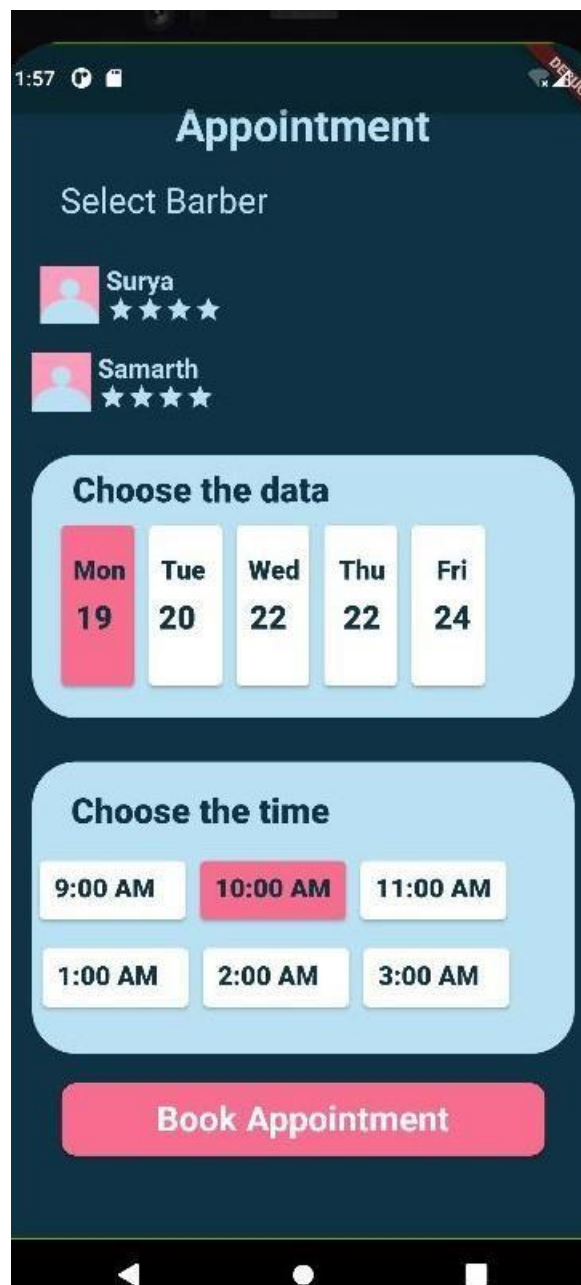 1:57
DEBUG
Appointment
Select Barber
Surya
Samarth
Choose the data
Mon Tue Wed Thu Fri
19 20 22 22 24
Choose the time
9:00 AM 10:00 AM 11:00 AM
1:00 AM 2:00 AM 3:00 AM
Book Appointment